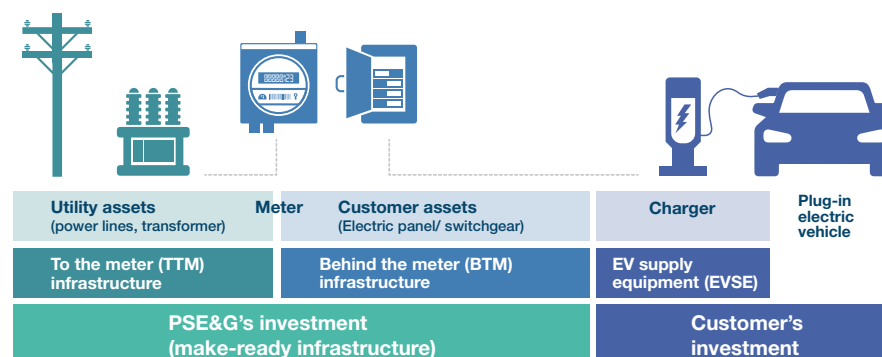 00000123
Utility assets
(power lines, transformer)
Meter
Customer assets
(Electric panel/ switchgear)
Charger
Plug-in
electric
vehicle
To the meter (TTM)
infrastructure
Behind the meter (BTM)
infrastructure
EV supply
equipment (EVSE)
PSE&G’s investment
(make-ready infrastructure)
Customer’s
investment